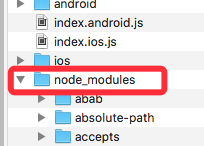 android
index.android.js
index.ios.js
ios
node_modules
abab
absolute-path
accepts